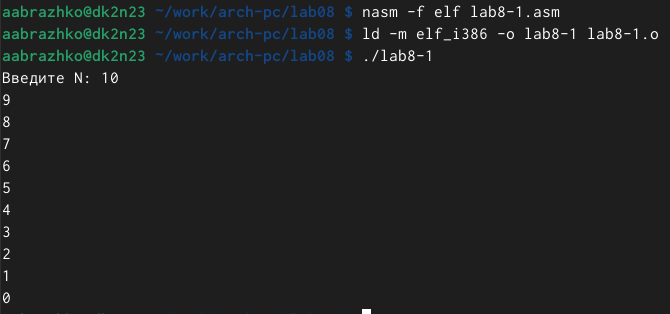 aabrazhko@dk2n23 ~/work/arch-pc/lab08 $ nasm -f elf lab8-1.asm
aabrazhko@dk2n23 ~/work/arch-pc/lab08 $ ld -m elf_i386 -o lab8-1 lab8-1.o
aabrazhko@dk2n23 ~/work/arch-pc/lab08 $ ./lab8-1
Введите N: 10
9
8
7
6
5
4
3
2
1
0